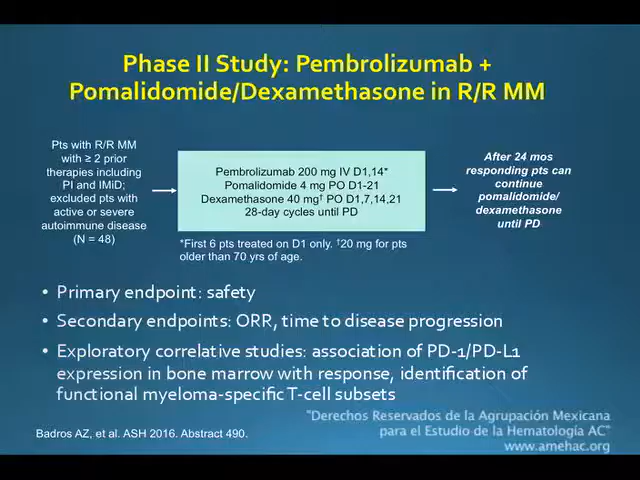 Phase II Study: Pembrolizumab +
Pomalidomide/Dexamethasone in R/R MM
Pts with R/R MM
with ≥ 2 prior
therapies including
PI and IMiD;
excluded pts with
active or severe
autoimmune disease
(N = 48)
Pembrolizumab 200 mg IV D1,14*
Pomalidomide 4 mg PO D1-21
Dexamethasone 40 mg† PO D1,7,14,21
28-day cycles until PD
After 24 mos
responding pts can
continue
pomalidomide/
dexamethasone
until PD
*First 6 pts treated on D1 only. †20 mg for pts
older than 70 yrs of age.
• Primary endpoint: safety
• Secondary endpoints: ORR, time to disease progression
• Exploratory correlative studies: association of PD-1/PD-L1
expression in bone marrow with response, identification of
functional myeloma-specific T-cell subsets
"Derechos Reservados de la Agrupación Mexicana
para el Estudio de la Hematología AC"
www.amehac.org
Badros AZ, et al. ASH 2016. Abstract 490.